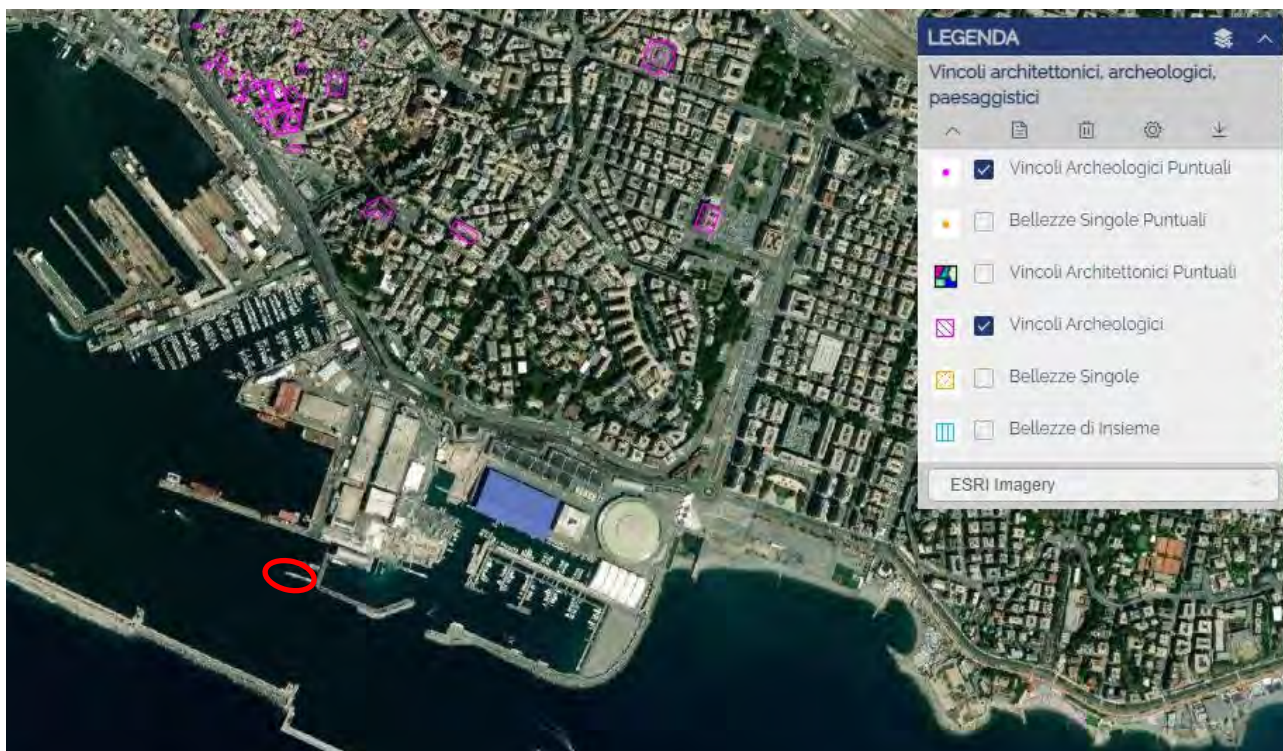 LEGENDA
Vincoli architettonici, archeologici,
paesaggistici
Vincoli Archeologici Puntuali
Bellezze Singole Puntuali
Vincoli Architettonici Puntuali
Vincoli Archeologici
Bellezze Singole
Bellezze di Insieme
ESRI Imagery